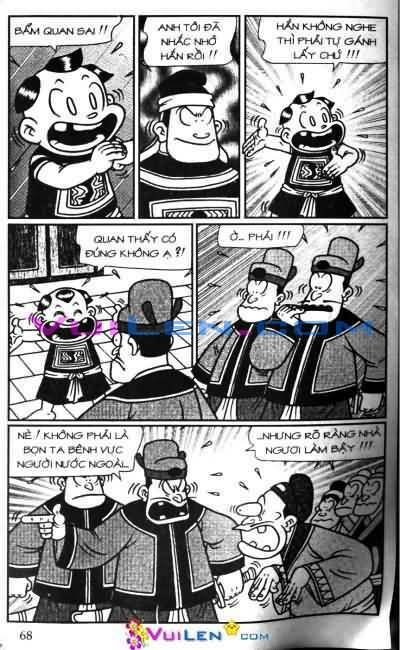 BẨM QUAN SAI !!
ANH TÔI ĐÃ
NHẮC NHỞ
HẮN RỒI !!
HẮN KHÔNG NGHE
THÌ PHẢI TỰ GÁNH
LẤY CHỨ !!!
QUAN THẤY CÓ
ĐÚNG KHÔNG Ạ ?!
Ờ... PHẢI !!!
VUILEN.COM
NÈ ! KHÔNG PHẢI LÀ
BỌN TA BÊNH VỰC
NGƯỜI NƯỚC NGOÀI...
...NHƯNG RÕ RÀNG NHÀ
NGƯƠI LÀM BẬY !!!
68
VUILEN.COM